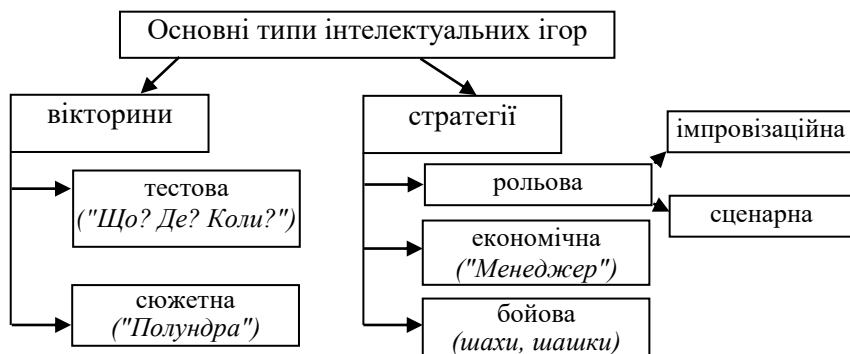 Основні типи інтелектуальних ігор
вікторини
тестова
("Що? Де? Коли?")
сюжетна
("Полундра")
стратегії
рольова
імпровізаційна
сценарна
економічна
("Менеджер")
бойова
(шахи, шашки)